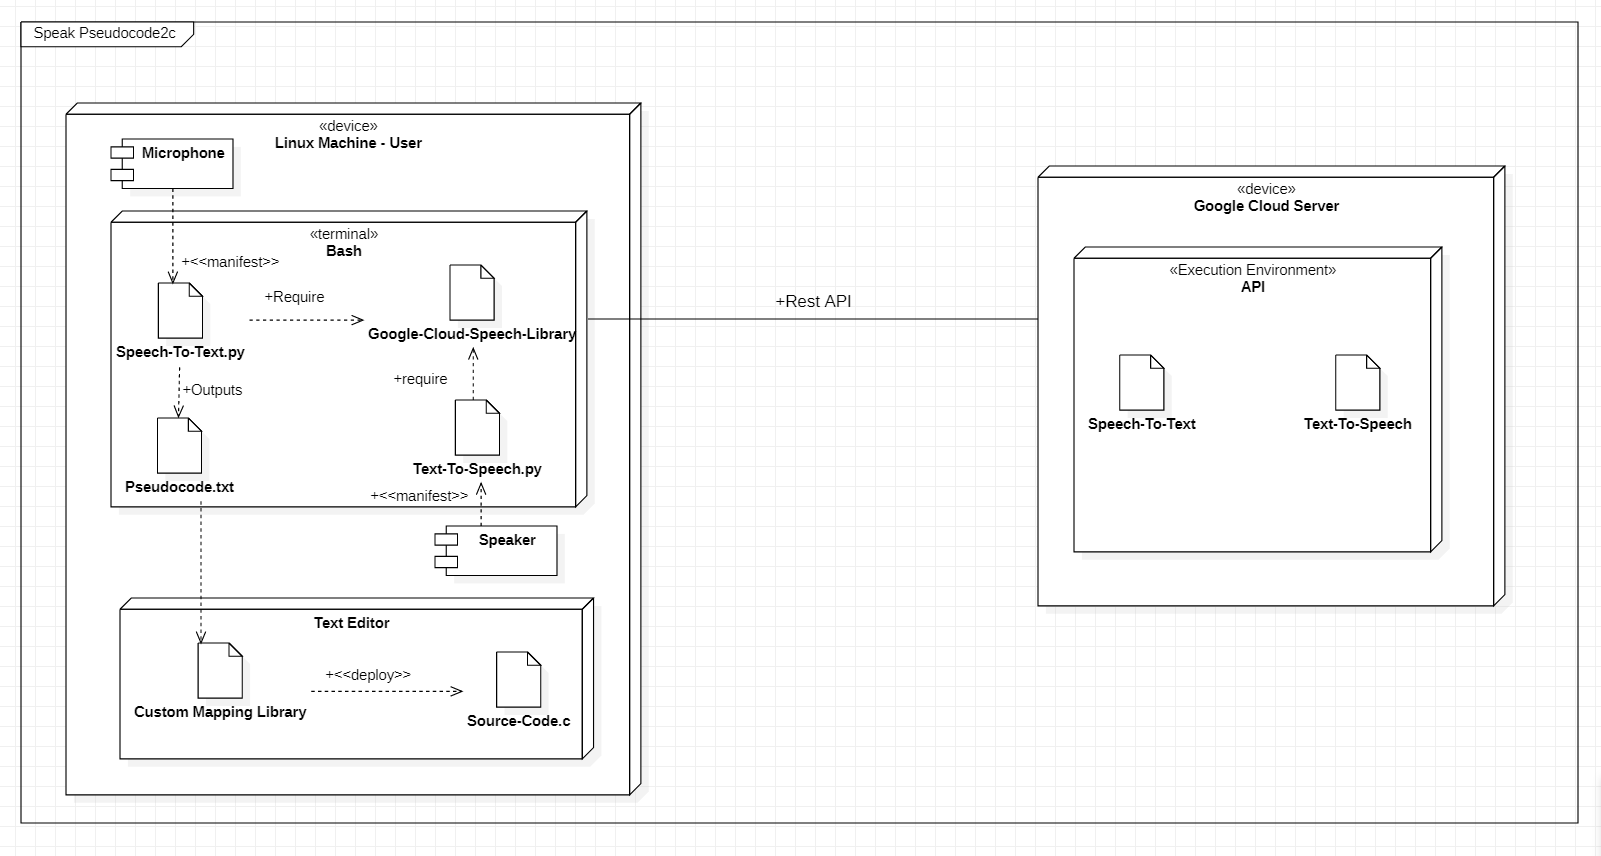 Speak Pseudocode2c
«device»
Linux Machine - User
Microphone
«terminal»
Bash
+<<manifest>>
+Require
Speech-To-Text.py
Google-Cloud-Speech-Library
+Outputs
+require
Pseudocode.txt
Text-To-Speech.py
+<<manifest>>
Speaker
Text Editor
+<<deploy>>
Custom Mapping Library
Source-Code.c
+Rest API
«device»
Google Cloud Server
«Execution Environment»
API
Speech-To-Text
Text-To-Speech